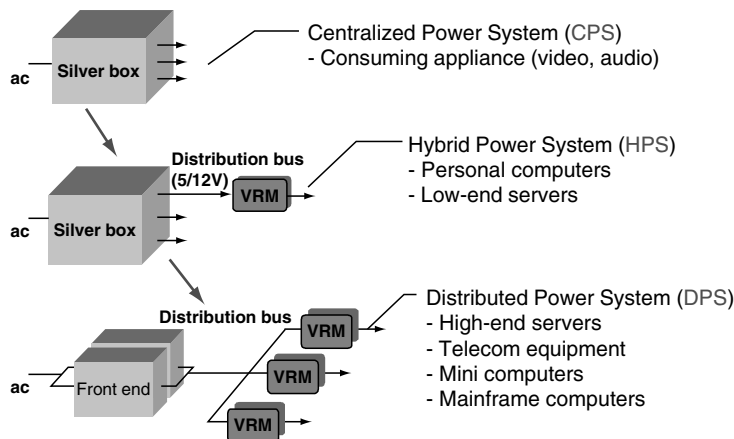 Centralized Power System (CPS)
- Consuming appliance (video, audio)
Silver box
ac
Hybrid Power System (HPS)
- Personal computers
- Low-end servers
Distribution bus
(5/12V)
VRM
Silver box
ac
Distributed Power System (DPS)
- High-end servers
- Telecom equipment
- Mini computers
- Mainframe computers
Distribution bus
VRM
VRM
VRM
Front end
ac